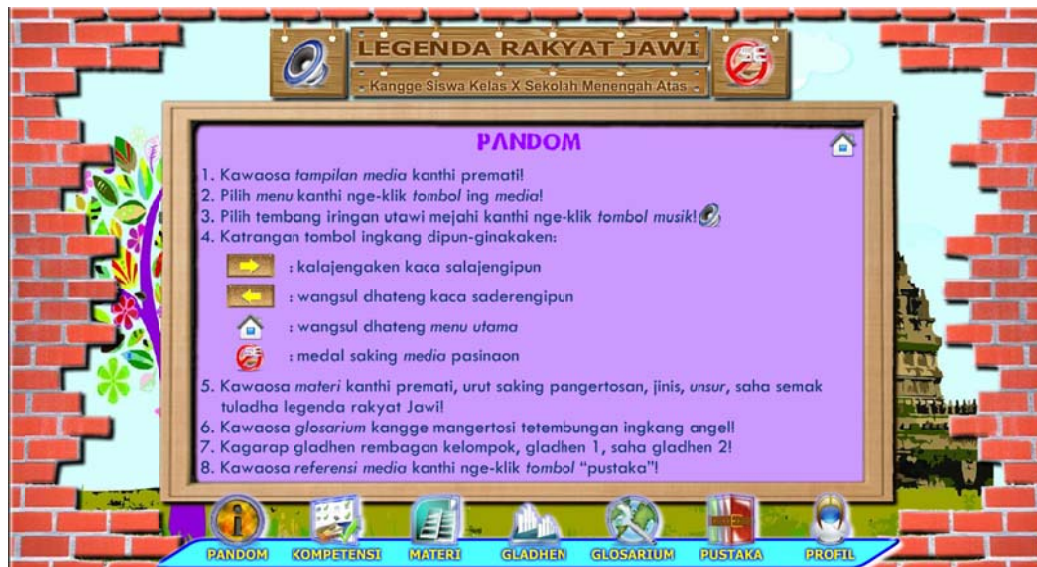 LEGENDA RAKYAT JAWI
Kangge Siswa Kelas X Sekolah Menengah Atas
PANDOM
1. Kawaosa tampilan media kanthi premati!
2. Pilih menu kanthi nge-klik tombol ing media!
3. Pilih tembang iringan utawi mejahi kanthi nge-klik tombol musik!
4. Katrangan tombol ingkang dipun-ginakaken:
: kalajengaken kaca salajengipun
: wangsul dhateng kaca saderengipun
: wangsul dhateng menu utama
: medal saking media pasinaon
5. Kawaosa materi kanthi premati, urut saking pangertosan, jinis, unsur, saha semak
tuladha legenda rakyat Jawi!
6. Kawaosa glosarium kangge mangertosi tetembungan ingkang angel!
7. Kagarap gladhen rembagan kelompok, gladhen 1, saha gladhen 2!
8. Kawaosa referensi media kanthi nge-klik tombol "pustaka"!
PANDOM KOMPETENSI MATERI GLADHEN GLOSARIUM PUSTAKA PROFIL